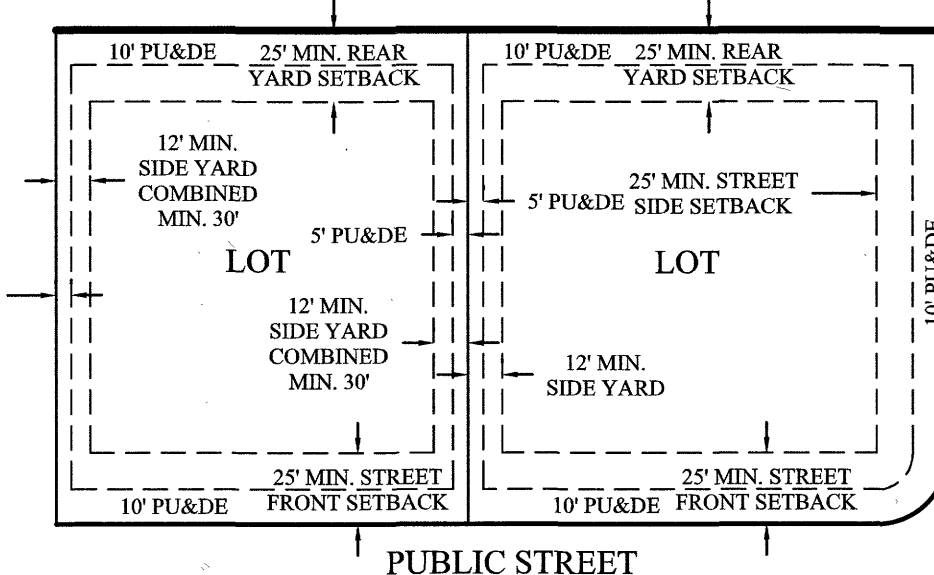 10' PU&DE
25' MIN. REAR
YARD SETBACK
10' PU&DE
25' MIN. REAR
YARD SETBACK
12' MIN.
SIDE YARD
COMBINED
MIN. 30'
5' PU&DE
LOT
12' MIN.
SIDE YARD
COMBINED
MIN. 30'
5' PU&DE
25' MIN. STREET
SIDE SETBACK
LOT
12' MIN.
SIDE YARD
10' PU&DE
10' PU&DE
25' MIN. STREET
FRONT SETBACK
10' PU&DE
25' MIN. STREET
FRONT SETBACK
PUBLIC STREET